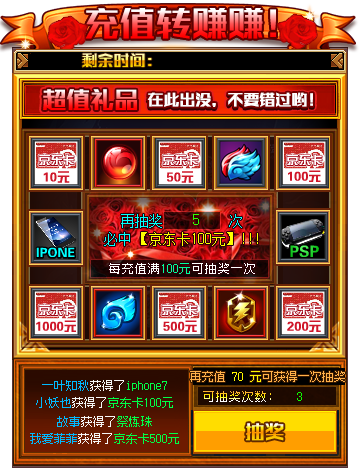 充值转赚赚!
剩余时间:
超值礼品 在此出没,不要错过哟!
京东卡
10元
京东卡
50元
京东卡
100元
IPONE
再抽奖 5 次
必中【京东卡100元】!!!
每充值满100元可抽奖一次
PSP
京东卡
1000元
京东卡
500元
京东卡
200元
一叶知秋获得了iphone7
小妖也获得了京东卡100元
故事获得了祭炼珠
我爱菲菲获得了京东卡500元
再充值 70 元可获得一次抽奖
可抽奖次数: 3
抽奖